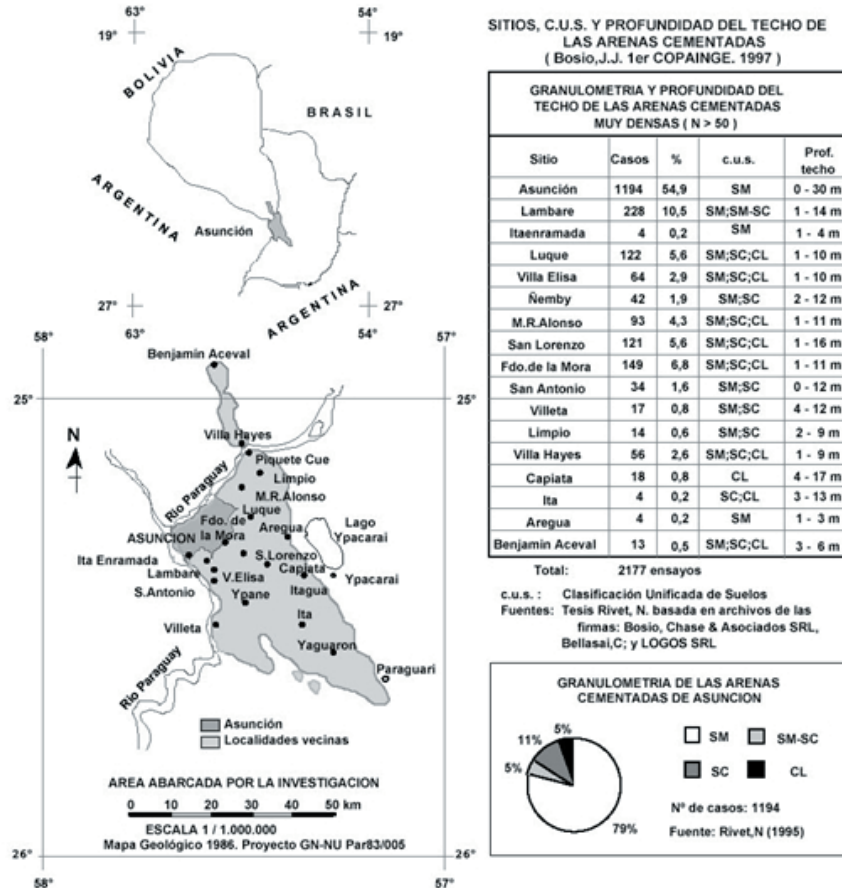 63°
54°
19°
19°
BOLIVIA
BRASIL
ARGENTINA
Asunción
27°
27°
ARGENTINA
63°
54°
58°
57°
Benjamin Aceval
25°
25°
N
Villa Hayes
Piquete Cue
Limpio
M.R.Alonso
Rio Paraguay
Luque
Fdo. de la Mora
Aregua
Lago Ypacarai
ASUNCION
Ita Enramada
S.Lorenzo
Capiata
Lambare
V.Elisa
Itagua
Ypacarai
S.Antonio
Ypane
Ita
Villeta
Yaguaron
Rio Paraguay
Paraguari
Asunción
Localidades vecinas
AREA ABARCADA POR LA INVESTIGACION
0 10 20 30 40 50 km
ESCALA 1 / 1.000.000
Mapa Geológico 1986. Proyecto GN-NU Par83/005
26°
26°
58°
57°
SITIOS, C.U.S. Y PROFUNDIDAD DEL TECHO DE
LAS ARENAS CEMENTADAS
( Bosio,J.J. 1er COPAINGE. 1997 )
GRANULOMETRIA Y PROFUNDIDAD DEL
TECHO DE LAS ARENAS CEMENTADAS
MUY DENSAS ( N > 50 )
Sitio Casos % c.u.s. Prof. techo
Asunción 1194 54,9 SM 0 - 30 m
Lambare 228 10,5 SM;SM-SC 1 - 14 m
Itaenramada 4 0,2 SM 1 - 4 m
Luque 122 5,6 SM;SC;CL 1 - 10 m
Villa Elisa 64 2,9 SM;SC;CL 1 - 10 m
Ñemby 42 1,9 SM;SC 2 - 12 m
M.R.Alonso 93 4,3 SM;SC;CL 1 - 11 m
San Lorenzo 121 5,6 SM;SC;CL 1 - 16 m
Fdo.de la Mora 149 6,8 SM;SC;CL 1 - 11 m
San Antonio 34 1,6 SM;SC 0 - 12 m
Villeta 17 0,8 SM;SC 4 - 12 m
Limpio 14 0,6 SM;SC 2 - 9 m
Villa Hayes 56 2,6 SM;SC;CL 1 - 9 m
Capiata 18 0,8 CL 4 - 17 m
Ita 4 0,2 SC;CL 3 - 13 m
Aregua 4 0,2 SM 1 - 3 m
Benjamin Aceval 13 0,5 SM;SC;CL 3 - 6 m
Total: 2177 ensayos
c.u.s. : Clasificación Unificada de Suelos
Fuentes: Tesis Rivet, N. basada en archivos de las
firmas: Bosio, Chase & Asociados SRL,
Bellasai,C; y LOGOS SRL
GRANULOMETRIA DE LAS ARENAS
CEMENTADAS DE ASUNCION
5%
11%
5%
79%
SM SM-SC
SC CL
Nº de casos: 1194
Fuente: Rivet,N (1995)